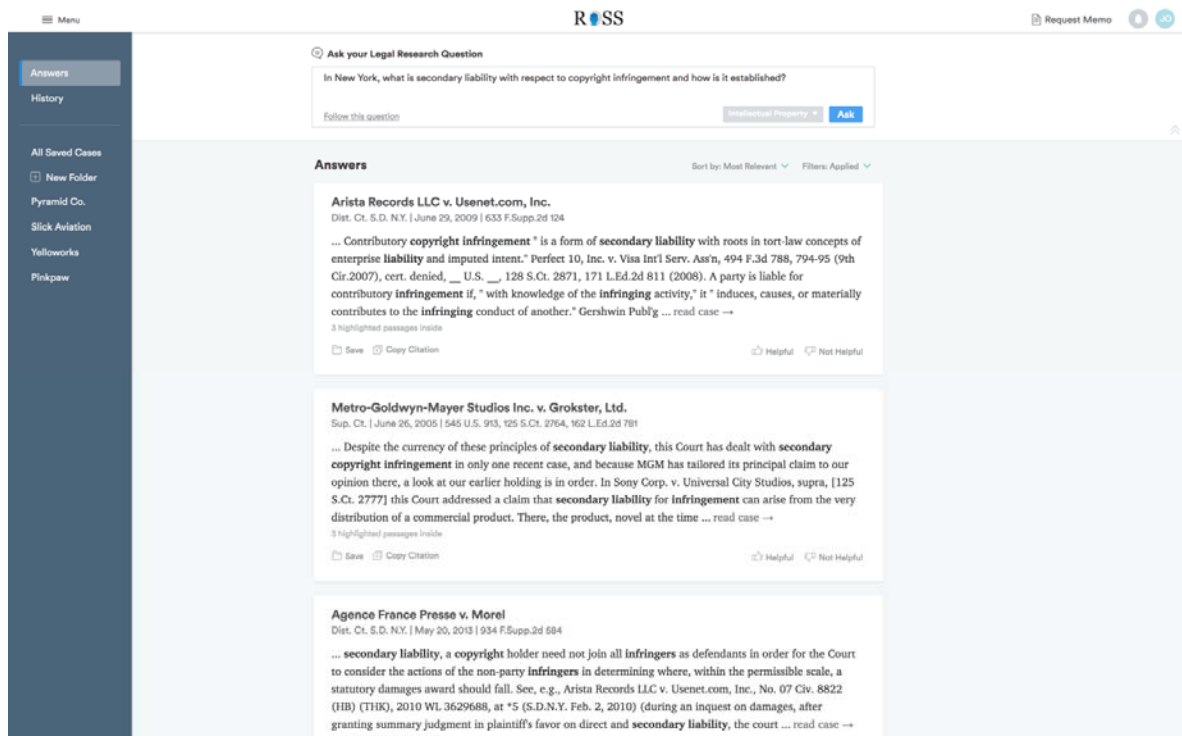 Menu
R SS
Request Memo
JO
Answers
History
All Saved Cases
New Folder
Pyramid Co.
Slick Aviation
Yelloworks
Pinkpaw
Ask your Legal Research Question
In New York, what is secondary liability with respect to copyright infringement and how is it established?
Follow this question
Intellectual Property
Ask
Answers
Sort by: Most Relevant
Filters: Applied
Arista Records LLC v. Usenet.com, Inc.
Dist. Ct. S.D. N.Y. | June 29, 2009 | 633 F.Supp.2d 124
... Contributory copyright infringement " is a form of secondary liability with roots in tort-law concepts of
enterprise liability and imputed intent." Perfect 10, Inc. v. Visa Int'l Serv. Ass'n, 494 F.3d 788, 794-95 (9th
Cir.2007), cert. denied, __ U.S. __, 128 S.Ct. 2871, 171 L.Ed.2d 811 (2008). A party is liable for
contributory infringement if, " with knowledge of the infringing activity," it " induces, causes, or materially
contributes to the infringing conduct of another." Gershwin Publ'g ... read case →
3 highlighted passages inside
Save
Copy Citation
Helpful
Not Helpful
Metro-Goldwyn-Mayer Studios Inc. v. Grokster, Ltd.
Sup. Ct. | June 26, 2005 | 545 U.S. 913, 125 S.Ct. 2764, 162 L.Ed.2d 781
... Despite the currency of these principles of secondary liability, this Court has dealt with secondary
copyright infringement in only one recent case, and because MGM has tailored its principal claim to our
opinion there, a look at our earlier holding is in order. In Sony Corp. v. Universal City Studios, supra, [125
S.Ct. 2777] this Court addressed a claim that secondary liability for infringement can arise from the very
distribution of a commercial product. There, the product, novel at the time ... read case →
3 highlighted passages inside
Save
Copy Citation
Helpful
Not Helpful
Agence France Presse v. Morel
Dist. Ct. S.D. N.Y. | May 20, 2013 | 934 F.Supp.2d 584
... secondary liability, a copyright holder need not join all infringers as defendants in order for the Court
to consider the actions of the non-party infringers in determining where, within the permissible scale, a
statutory damages award should fall. See, e.g., Arista Records LLC v. Usenet.com, Inc., No. 07 Civ. 8822
(HB) (THK), 2010 WL 3629688, at *5 (S.D.N.Y. Feb. 2, 2010) (during an inquest on damages, after
granting summary judgment in plaintiff's favor on direct and secondary liability, the court ... read case →